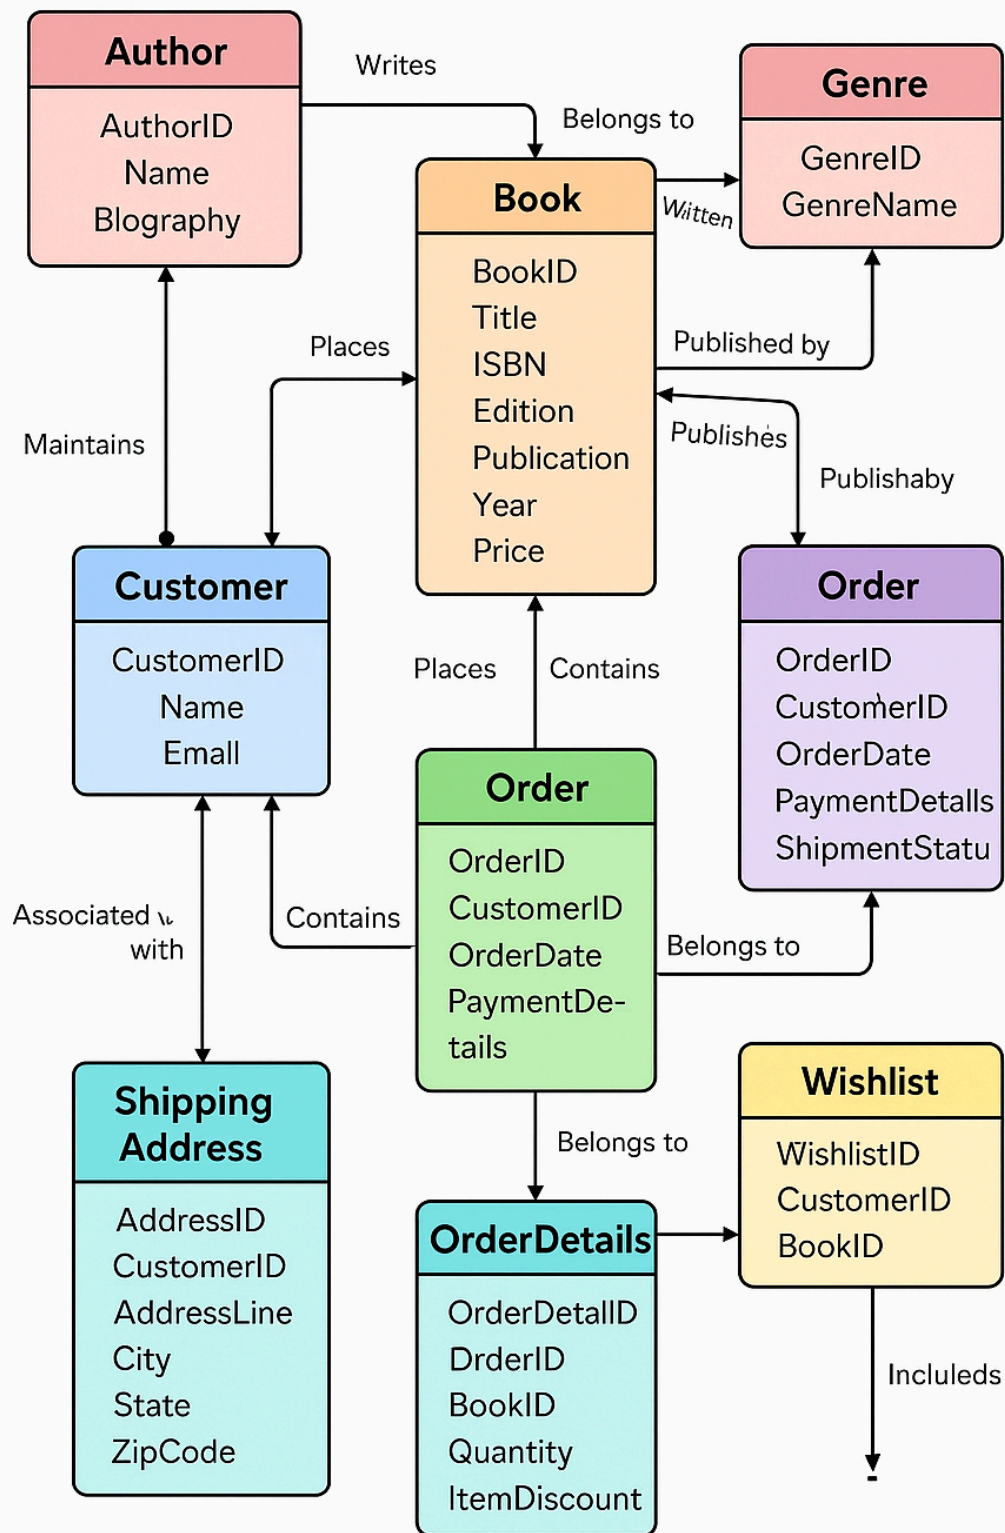 Author
AuthorID
Name
Blography
Writes
Belongs to
Genre
GenreID
GenreName
Book
BookID
Title
ISBN
Edition
Publication
Year
Price
Witten
Published by
Publishes
Publishaby
Places
Maintains
Customer
CustomerID
Name
Emall
Places
Contains
Order
OrderID
CustomerID
OrderDate
PaymentDetalls
ShipmentStatu
Order
OrderID
CustomerID
OrderDate
PaymentDe-
tails
Associated
with
Contains
Belongs to
Shipping
Address
AddressID
CustomerID
AddressLine
City
State
ZipCode
Belongs to
Wishlist
WishlistID
CustomerID
BookID
OrderDetails
OrderDetallD
DrderID
BookID
Quantity
ItemDiscount
Incluleds